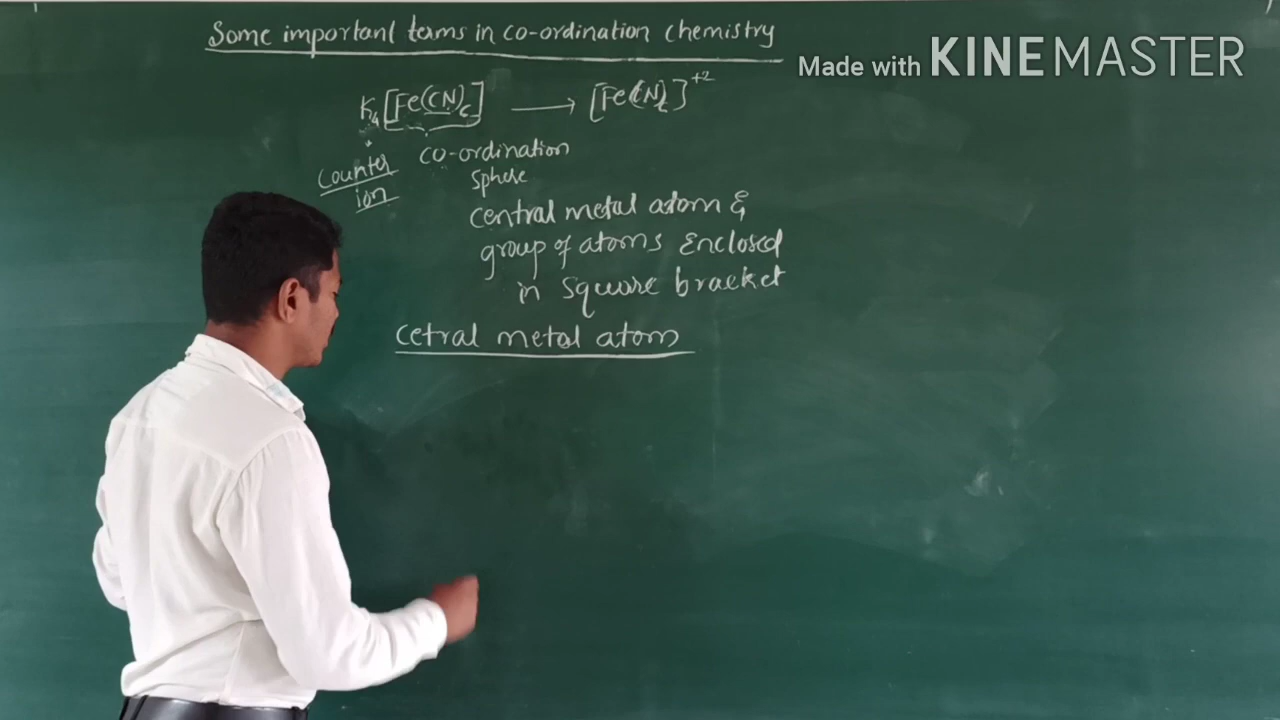 Some important terms in co-ordination chemistry
Made with KINEMASTER
K4[Fe(CN)6] → [Fe(CN)6]+2
Counter ion
co-ordination
sphere
central metal atom &
group of atoms Enclosed
in square bracket
cetral metal atom